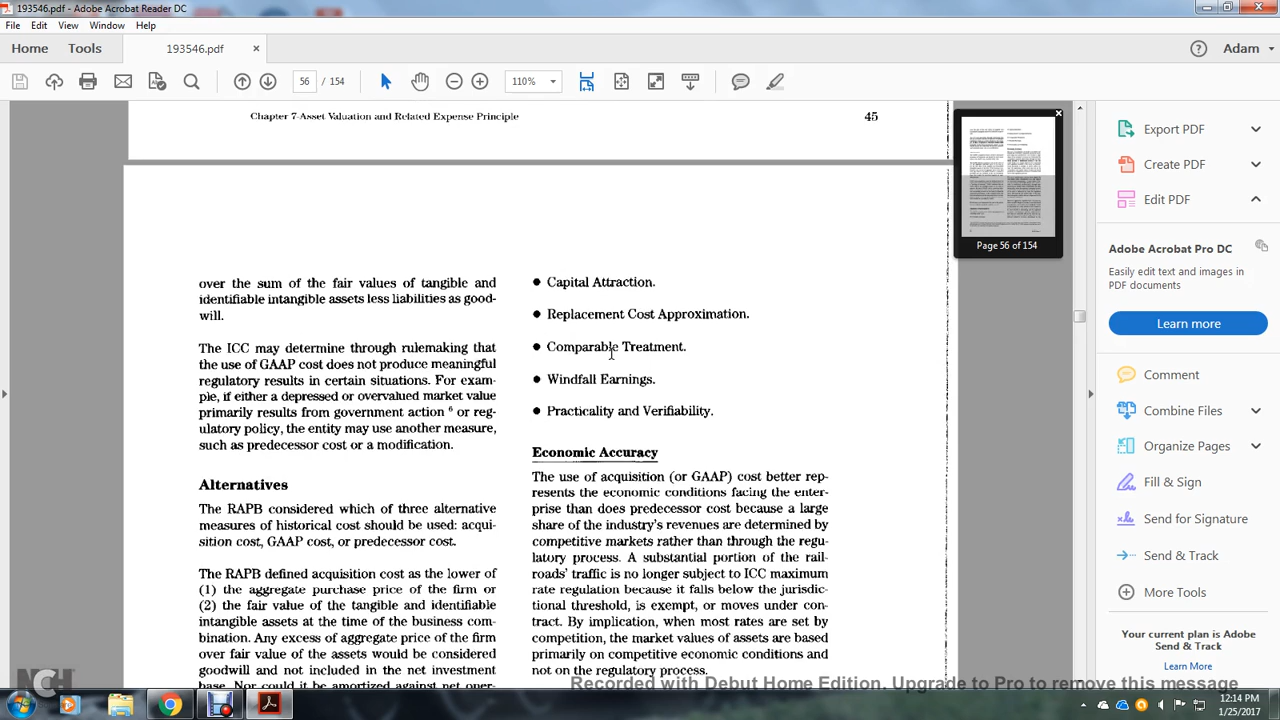 193546.pdf - Adobe Acrobat Reader DC
File Edit View Window Help
Home Tools 193546.pdf × Adam
56 / 154 110%
Chapter 7-Asset Valuation and Related Expense Principle 45
over the sum of the fair values of tangible and
identifiable intangible assets less liabilities as good-
will.
The ICC may determine through rulemaking that
the use of GAAP cost does not produce meaningful
regulatory results in certain situations. For exam-
ple, if either a depressed or overvalued market value
primarily results from government action 6 or reg-
ulatory policy, the entity may use another measure,
such as predecessor cost or a modification.
Alternatives
The RAPB considered which of three alternative
measures of historical cost should be used: acqui-
sition cost, GAAP cost, or predecessor cost.
The RAPB defined acquisition cost as the lower of
(1) the aggregate purchase price of the firm or
(2) the fair value of the tangible and identifiable
intangible assets at the time of the business com-
bination. Any excess of aggregate price of the firm
over fair value of the assets would be considered
goodwill and not included in the net investment
base. Nor could it be amortized against net oper-
● Capital Attraction.
● Replacement Cost Approximation.
● Comparable Treatment.
● Windfall Earnings.
● Practicality and Verifiability.
Economic Accuracy
The use of acquisition (or GAAP) cost better rep-
resents the economic conditions facing the enter-
prise than does predecessor cost because a large
share of the industry's revenues are determined by
competitive markets rather than through the regu-
latory process. A substantial portion of the rail-
roads' traffic is no longer subject to ICC maximum
rate regulation because it falls below the jurisdic-
tional threshold, is exempt, or moves under con-
tract. By implication, when most rates are set by
competition, the market values of assets are based
primarily on competitive economic conditions and
not on the regulatory process.
Page 56 of 154
Export PDF
Create PDF
Edit PDF
Adobe Acrobat Pro DC
Easily edit text and images in
PDF documents
Learn more
Comment
Combine Files
Organize Pages
Fill & Sign
Send for Signature
Send & Track
More Tools
Your current plan is Adobe
Send & Track
Learn More
NCH
Recorded with Debut Home Edition. Upgrade to Pro to remove this message
12:14 PM
1/25/2017